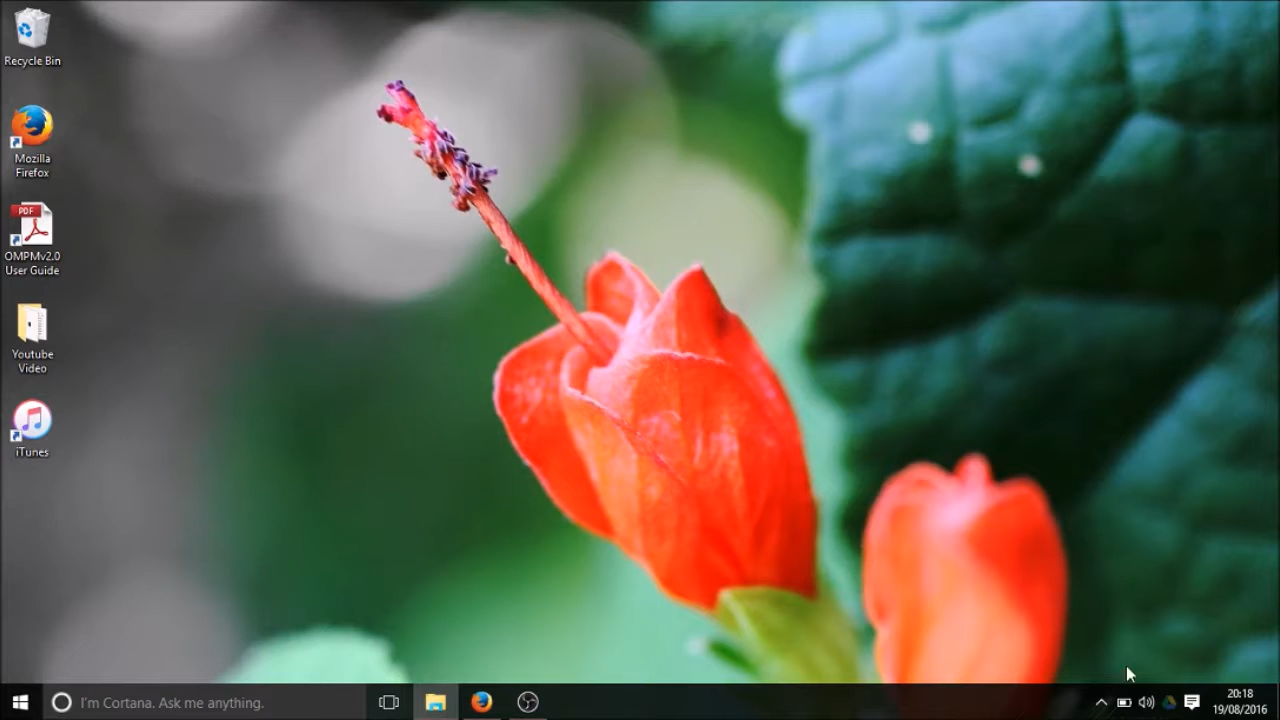 Recycle Bin
Mozilla
Firefox
PDF
OMPMv2.0
User Guide
Youtube
Video
iTunes
I'm Cortana. Ask me anything.
20:18
19/08/2016